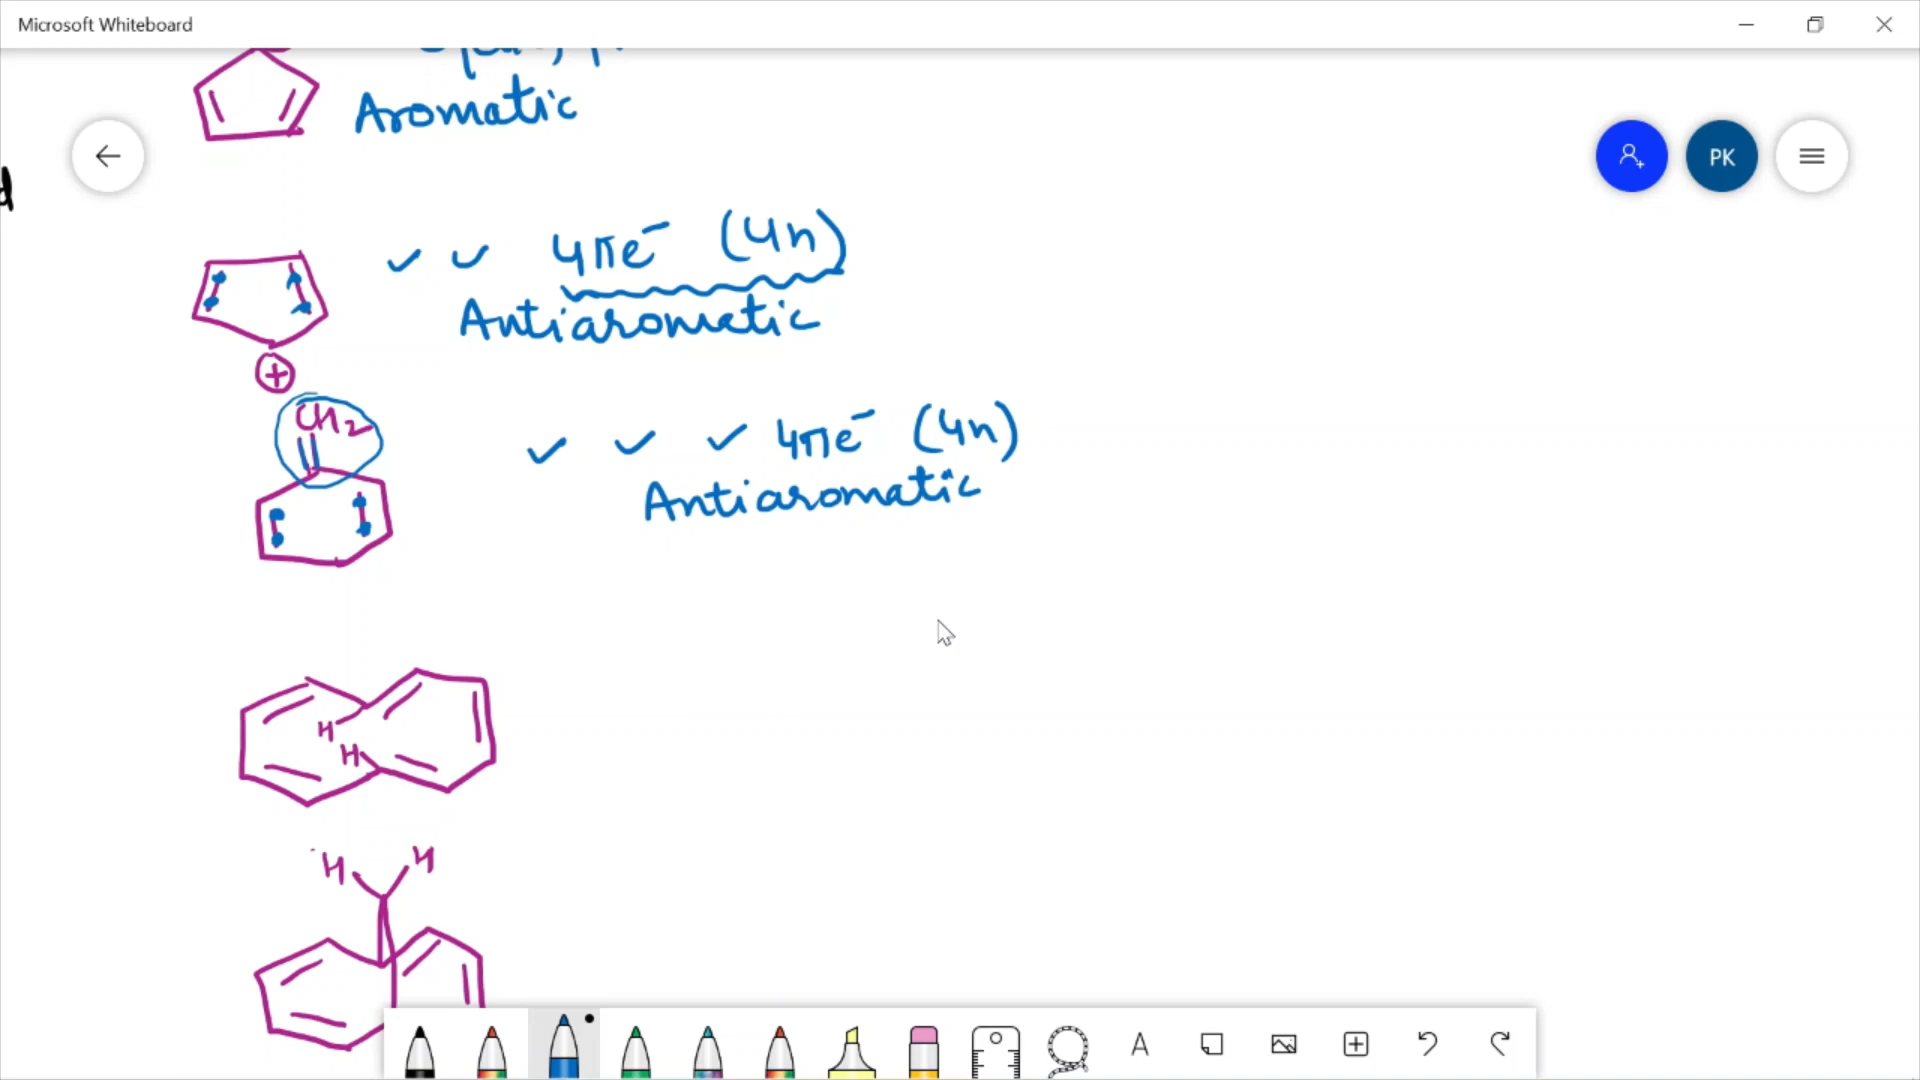 Microsoft Whiteboard
Aromatic
PK
✓ ✓ 4πe⁻ (4n)
Antiaromatic
+
CH₂
✓ ✓ ✓ 4πe⁻ (4n)
Antiaromatic
H
H
H H
A